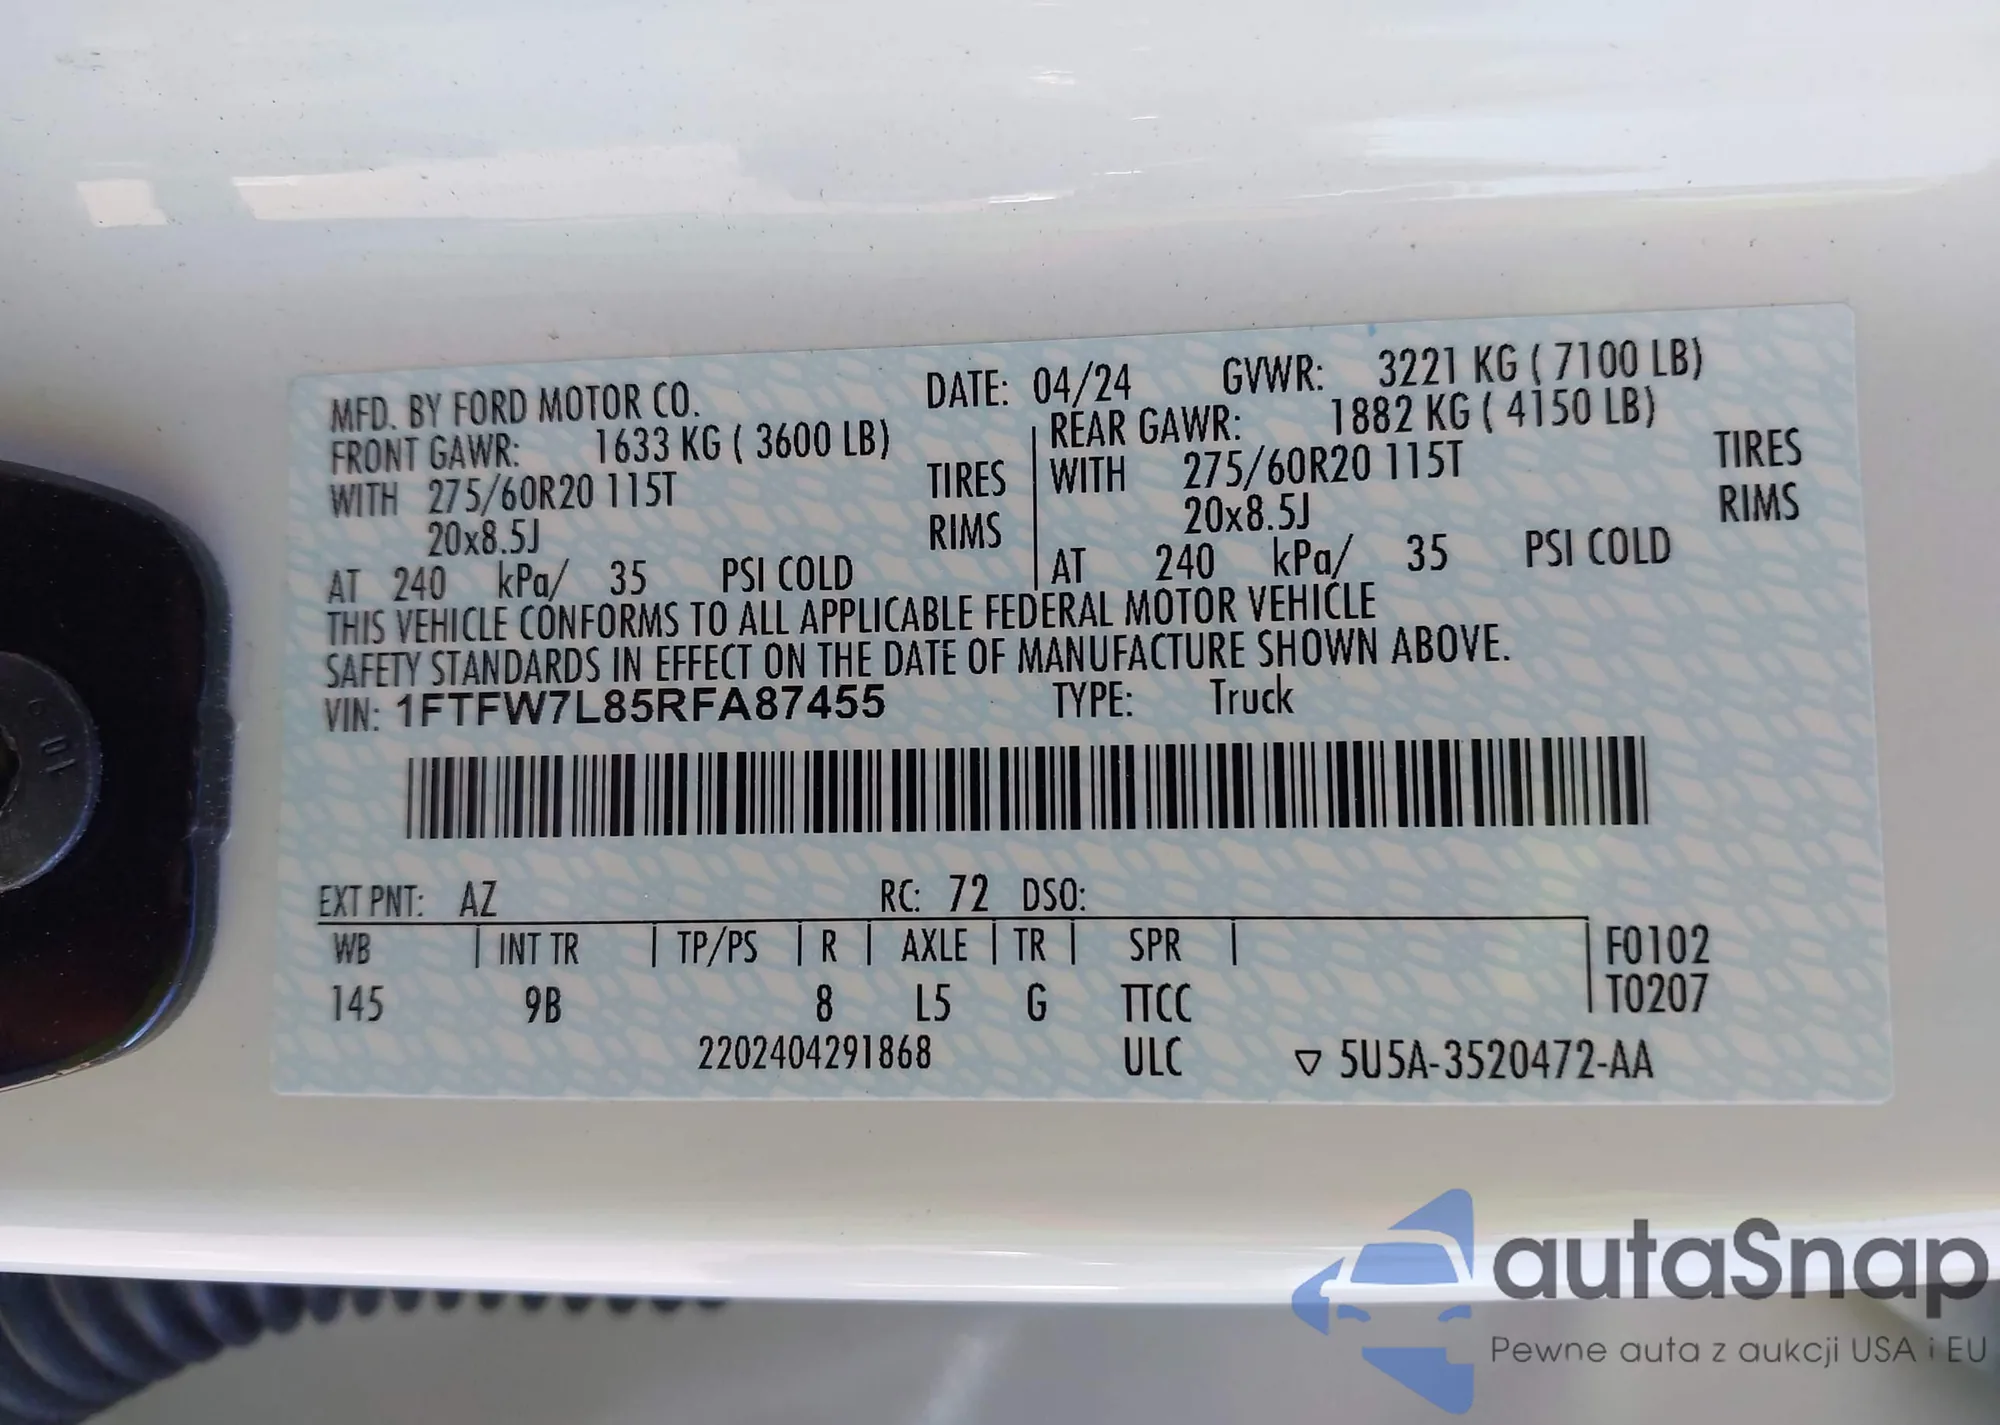 MFD. BY FORD MOTOR CO. DATE: 04/24 GVWR: 3221 KG ( 7100 LB)
FRONT GAWR: 1633 KG ( 3600 LB) REAR GAWR: 1882 KG ( 4150 LB)
WITH 275/60R20 115T TIRES WITH 275/60R20 115T TIRES
20x8.5J RIMS 20x8.5J RIMS
AT 240 kPa/ 35 PSI COLD AT 240 kPa/ 35 PSI COLD
THIS VEHICLE CONFORMS TO ALL APPLICABLE FEDERAL MOTOR VEHICLE
SAFETY STANDARDS IN EFFECT ON THE DATE OF MANUFACTURE SHOWN ABOVE.
VIN: 1FTFW7L85RFA87455 TYPE: Truck
EXT PNT: AZ RC: 72 DSO:
WB INT TR TP/PS R AXLE TR SPR F0102
145 9B 8 L5 G TTCC T0207
2202404291868 ULC ▽ 5U5A-3520472-AA
autaSnap
Pewne auta z aukcji USA i EU